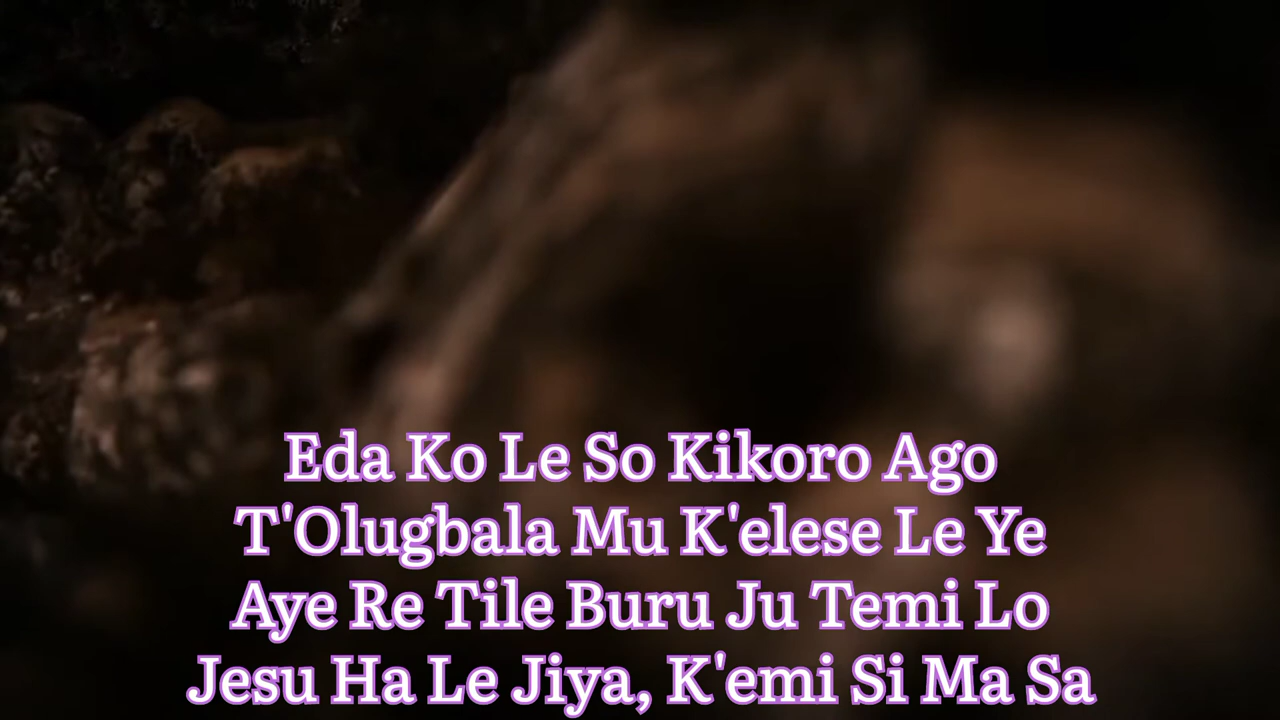 Eda Ko Le So Kikoro Ago
T'Olugbala Mu K'elese Le Ye
Aye Re Tile Buru Ju Temi Lo
Jesu Ha Le Jiya, K'emi Si Ma Sa